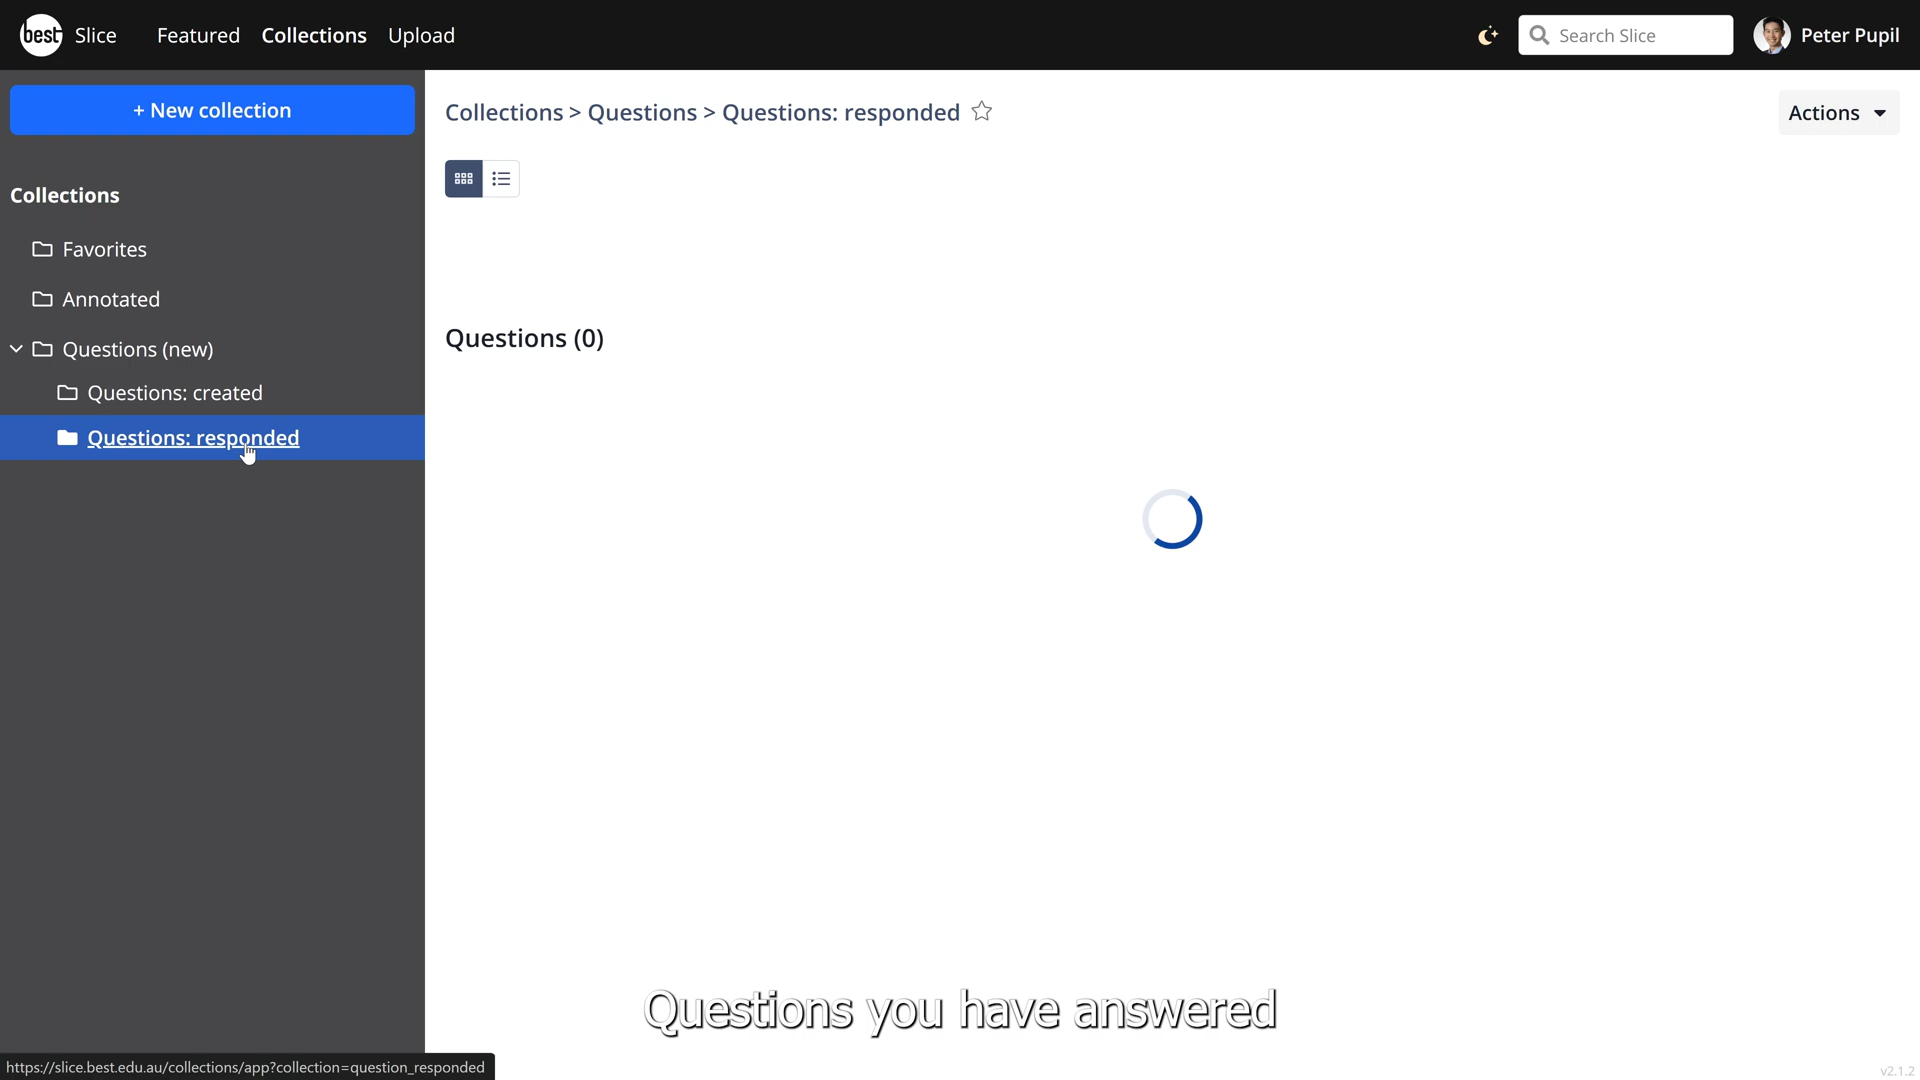 best Slice Featured Collections Upload Search Slice Peter Pupil
+ New collection
Collections > Questions > Questions: responded
Actions
Collections
Favorites
Annotated
Questions (new)
Questions: created
Questions: responded
Questions (0)
Questions you have answered
https://slice.best.edu.au/collections/app?collection=question_responded
v2.1.2